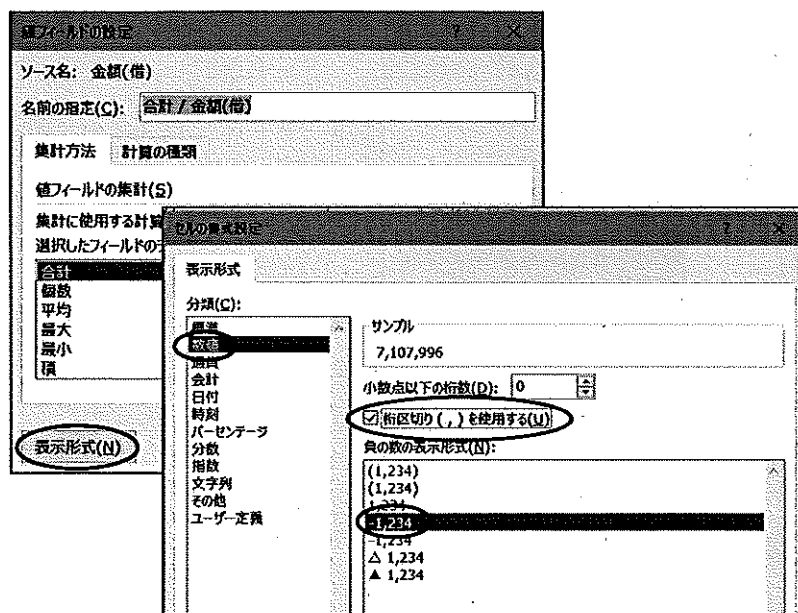 値フィールドの設定 ? ×
ソース名: 金額(借)
名前の指定(C): 合計 / 金額(借)
集計方法 計算の種類
値フィールドの集計(S)
集計に使用する計算
選択したフィールドの
合計
個数
平均
最大
最小
積
表示形式(N)
セルの書式設定 ? ×
表示形式
分類(C):
標準
数値
通貨
会計
日付
時刻
パーセンテージ
分数
指数
文字列
その他
ユーザー定義
サンプル
7,107,996
小数点以下の桁数(D): 0
桁区切り( , )を使用する(U)
負の数の表示形式(N):
(1,234)
(1,234)
1,234
-1,234
-1,234
△ 1,234
▲ 1,234